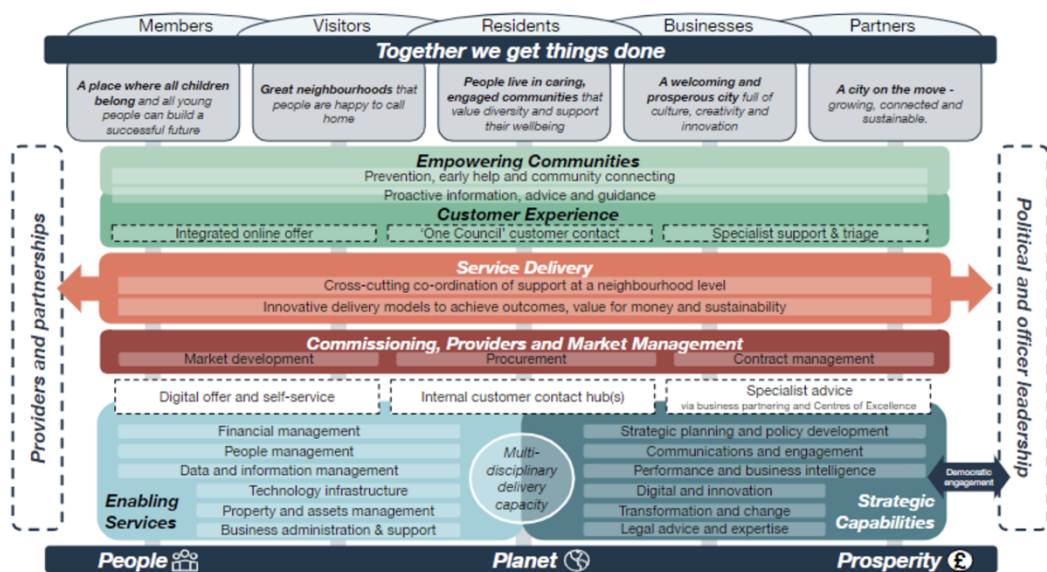 Members
Visitors
Residents
Businesses
Partners
Together we get things done
A place where all children
belong and all young
people can build a
successful future
Great neighbourhoods that
people are happy to call
home
People live in caring,
engaged communities that
value diversity and support
their wellbeing
A welcoming and
prosperous city full of
culture, creativity and
innovation
A city on the move -
growing, connected and
sustainable.
Providers and partnerships
Empowering Communities
Prevention, early help and community connecting
Proactive information, advice and guidance
Customer Experience
Integrated online offer
'One Council' customer contact
Specialist support & triage
Service Delivery
Cross-cutting co-ordination of support at a neighbourhood level
Innovative delivery models to achieve outcomes, value for money and sustainability
Commissioning, Providers and Market Management
Market development
Procurement
Contract management
Digital offer and self-service
Internal customer contact hub(s)
Specialist advice
via business partnering and Centres of Excellence
Financial management
People management
Data and information management
Technology infrastructure
Property and assets management
Business administration & support
Enabling
Services
Multi-
disciplinary
delivery
capacity
Strategic planning and policy development
Communications and engagement
Performance and business intelligence
Digital and innovation
Transformation and change
Legal advice and expertise
Strategic
Capabilities
Democratic
engagement
Political and officer leadership
People
Planet
Prosperity £